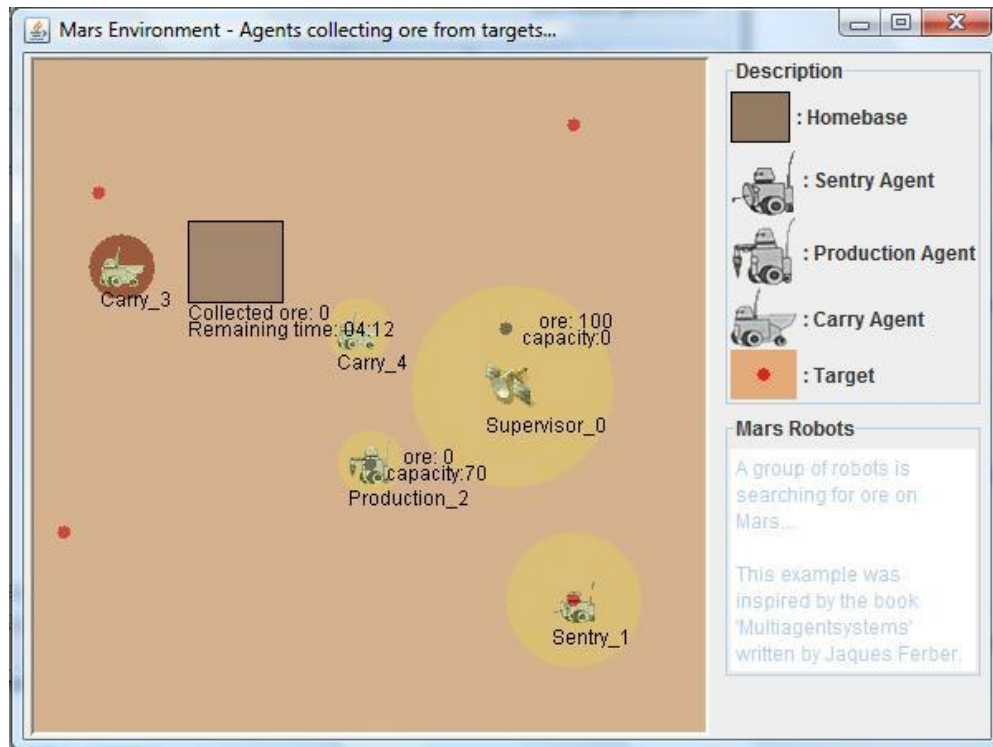 Mars Environment - Agents collecting ore from targets...
Carry_3
Collected ore: 0
Remaining time: 04:12
Carry_4
ore: 100
capacity:0
Supervisor_0
ore: 0
capacity:70
Production_2
Sentry_1
Description
: Homebase
: Sentry Agent
: Production Agent
: Carry Agent
: Target
Mars Robots
A group of robots is
searching for ore on
Mars...
This example was
inspired by the book
'Multiagentsystems'
written by Jaques Ferber.